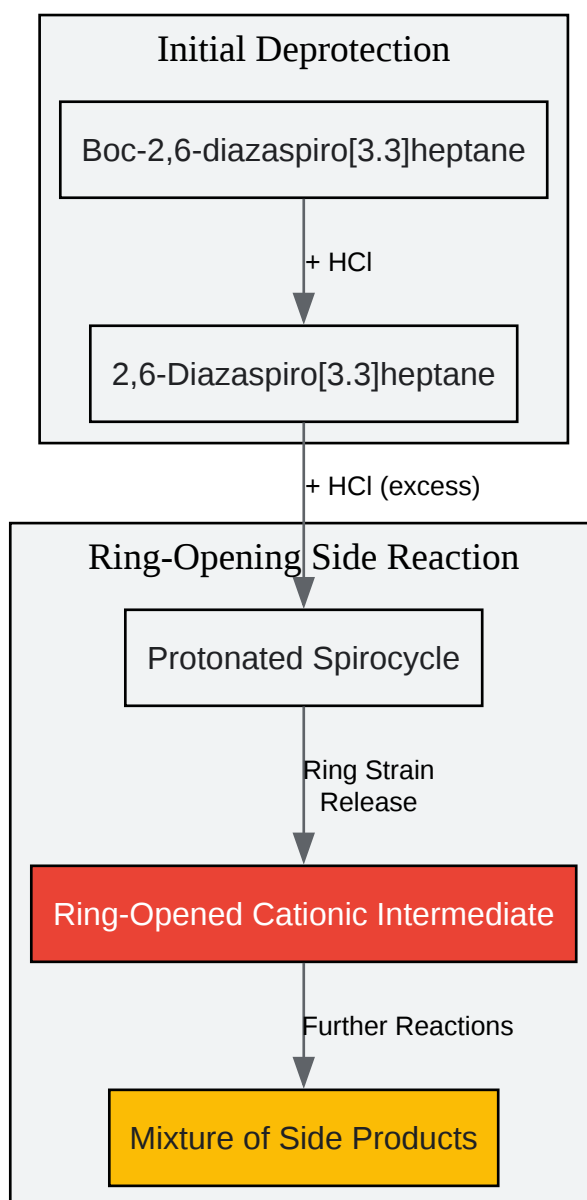 Initial Deprotection
Boc-2,6-diazaspiro[3.3]heptane
+ HCl
2,6-Diazaspiro[3.3]heptane
+ HCl (excess)
Ring-Opening Side Reaction
Protonated Spirocycle
Ring Strain
Release
Ring-Opened Cationic Intermediate
Further Reactions
Mixture of Side Products